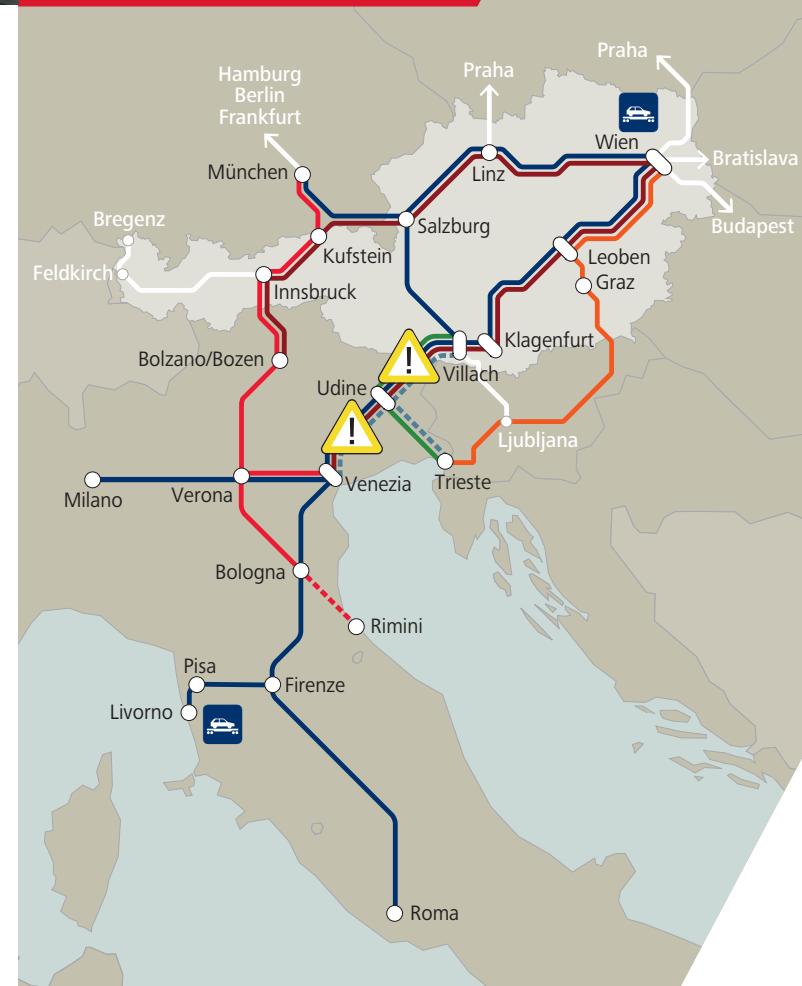 Praha
Praha
Hamburg
Berlin
Frankfurt
Wien
München
Linz
Bratislava
Bregenz
Salzburg
Budapest
Kufstein
Leoben
Feldkirch
Graz
Innsbruck
Klagenfurt
Bolzano/Bozen
!
Villach
Udine
!
Ljubljana
Milano
Verona
Venezia
Trieste
Bologna
Rimini
Pisa
Firenze
Livorno
Roma